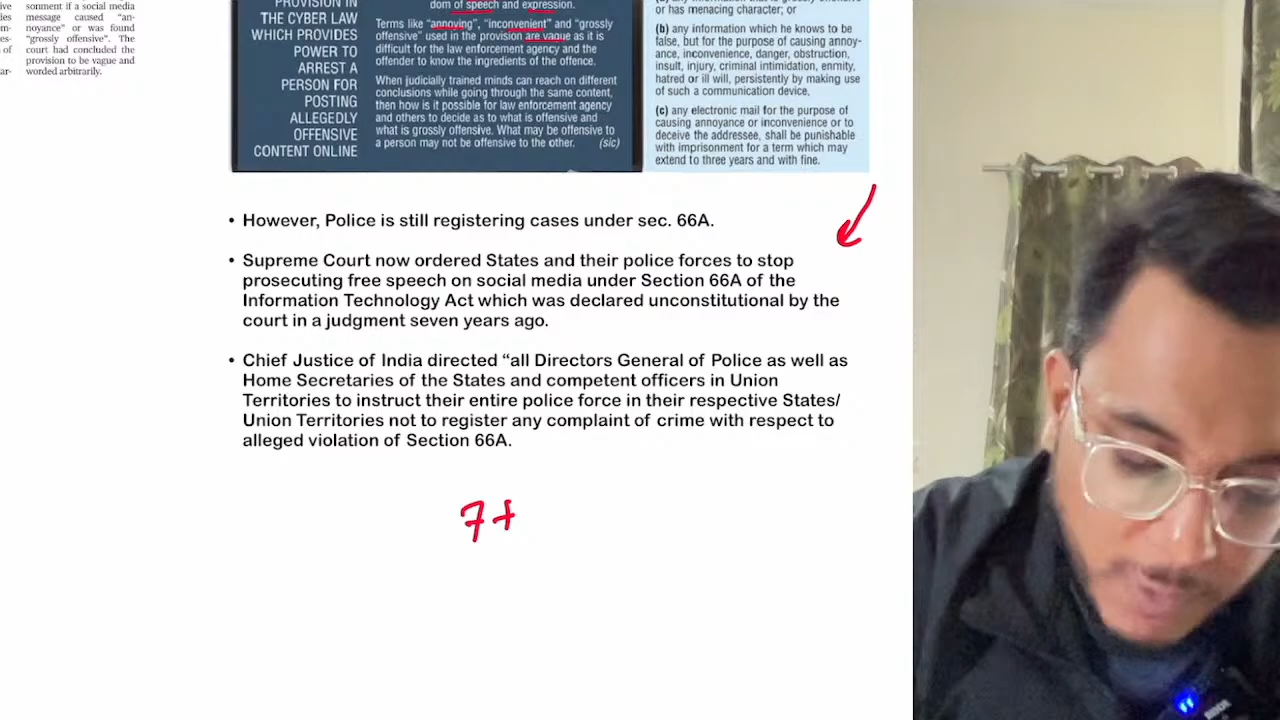 sonment if a social media
message caused "an-
noyance" or was found
"grossly offensive". The
court had concluded the
provision to be vague and
worded arbitrarily.
PROVISION IN
THE CYBER LAW
WHICH PROVIDES
POWER TO
ARREST A
PERSON FOR
POSTING
ALLEGEDLY
OFFENSIVE
CONTENT ONLINE
dom of speech and expression.
Terms like "annoying", "inconvenient" and "grossly
offensive" used in the provision are vague as it is
difficult for the law enforcement agency and the
offender to know the ingredients of the offence.
When judicially trained minds can reach on different
conclusions while going through the same content,
then how is it possible for law enforcement agency
and others to decide as to what is offensive and
what is grossly offensive. What may be offensive to
a person may not be offensive to the other. (sic)
or has menacing character; or
(b) any information which he knows to be
false, but for the purpose of causing annoy-
ance, inconvenience, danger, obstruction,
insult, injury, criminal intimidation, enmity,
hatred or ill will, persistently by making use
of such a communication device,
(c) any electronic mail for the purpose of
causing annoyance or inconvenience or to
deceive the addressee, shall be punishable
with imprisonment for a term which may
extend to three years and with fine.
• However, Police is still registering cases under sec. 66A.
• Supreme Court now ordered States and their police forces to stop
prosecuting free speech on social media under Section 66A of the
Information Technology Act which was declared unconstitutional by the
court in a judgment seven years ago.
• Chief Justice of India directed “all Directors General of Police as well as
Home Secretaries of the States and competent officers in Union
Territories to instruct their entire police force in their respective States/
Union Territories not to register any complaint of crime with respect to
alleged violation of Section 66A.
7+